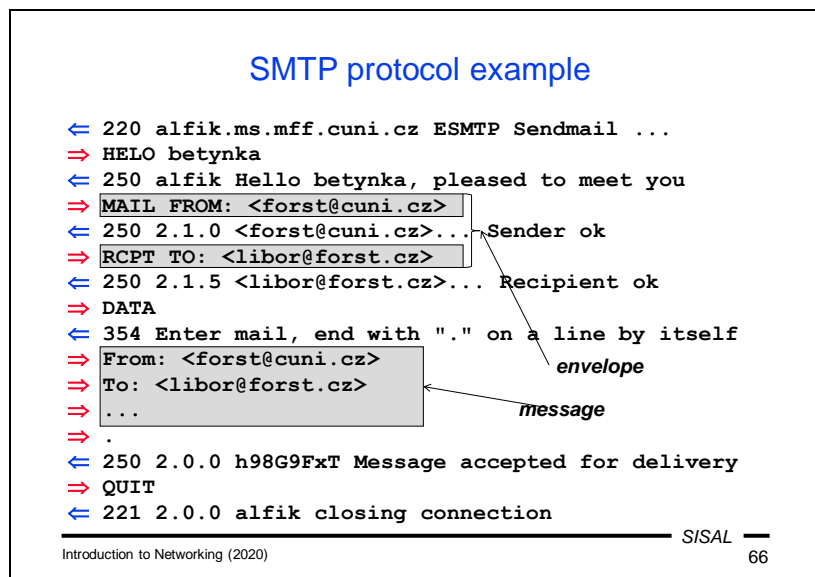 SMTP protocol example
⇐ 220 alfik.ms.mff.cuni.cz ESMTP Sendmail ...
⇒ HELO betynka
⇐ 250 alfik Hello betynka, pleased to meet you
⇒ MAIL FROM: <forst@cuni.cz>
⇐ 250 2.1.0 <forst@cuni.cz>... Sender ok
⇒ RCPT TO: <libor@forst.cz>
⇐ 250 2.1.5 <libor@forst.cz>... Recipient ok
⇒ DATA
⇐ 354 Enter mail, end with "." on a line by itself
⇒ From: <forst@cuni.cz>
envelope
⇒ To: <libor@forst.cz>
⇒ ...
message
⇒ .
⇐ 250 2.0.0 h98G9FxT Message accepted for delivery
⇒ QUIT
⇐ 221 2.0.0 alfik closing connection
SISAL
Introduction to Networking (2020)
66